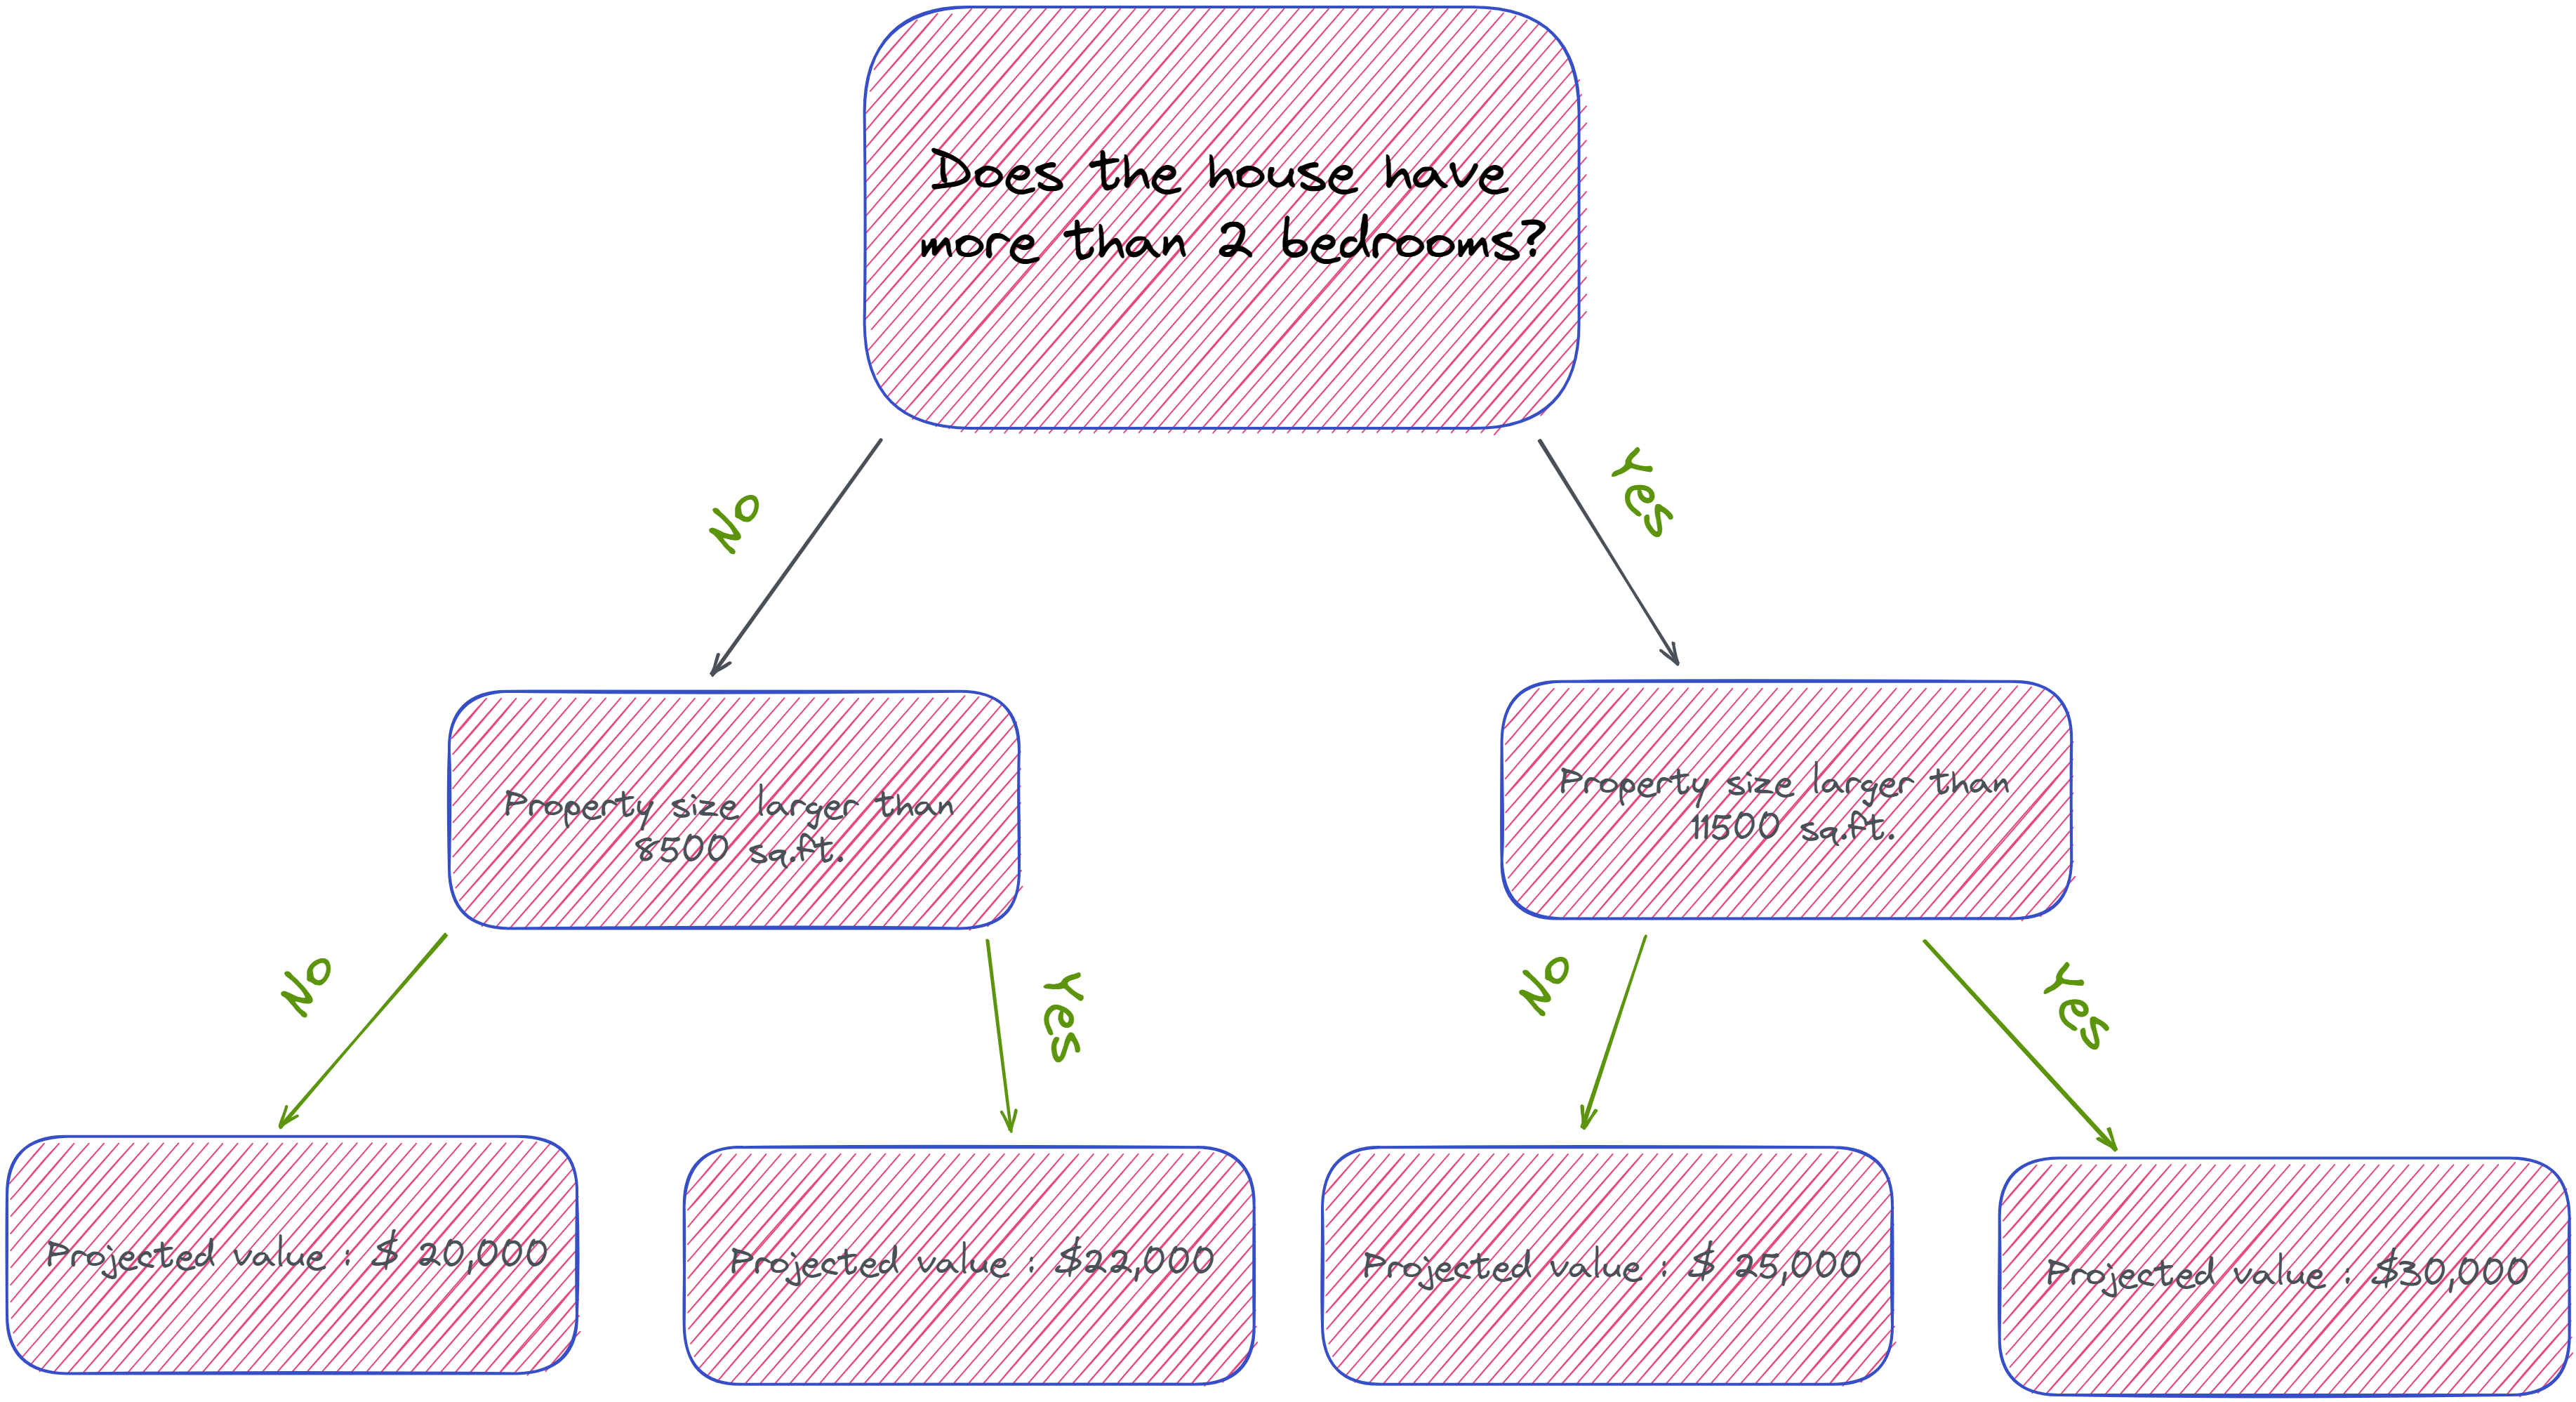 Does the house have
more than 2 bedrooms?
No
Yes
Property size larger than
8500 sq.ft.
Property size larger than
11500 sq.ft.
No
Yes
No
Yes
Projected value : $ 20,000
Projected value : $22,000
Projected value : $ 25,000
Projected value : $30,000